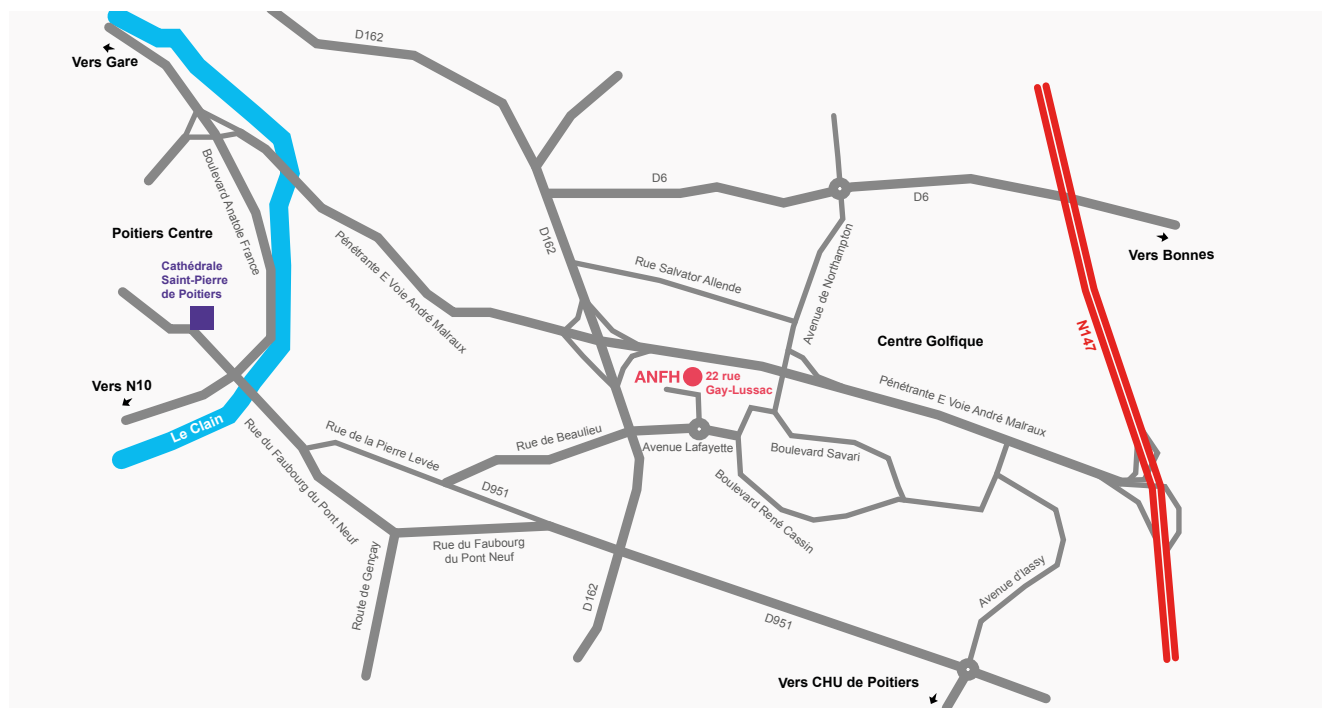 D162
Vers Gare
Boulevard Anatole France
D6
D6
Poitiers Centre
D162
Pénétrante E Voie André Malraux
Avenue de Northampton
Vers Bonnes
Cathédrale
Saint-Pierre
de Poitiers
Rue Salvator Allende
N147
Centre Golfique
Vers N10
ANFH
22 rue
Gay-Lussac
Pénétrante E Voie André Malraux
Le Clain
Rue du Faubourg du Pont Neuf
Rue de la Pierre Levée
Rue de Beaulieu
Avenue Lafayette
Boulevard Savari
D951
Boulevard René Cassin
Rue du Faubourg
du Pont Neuf
Route de Gençay
D162
Avenue d'Iassy
D951
Vers CHU de Poitiers